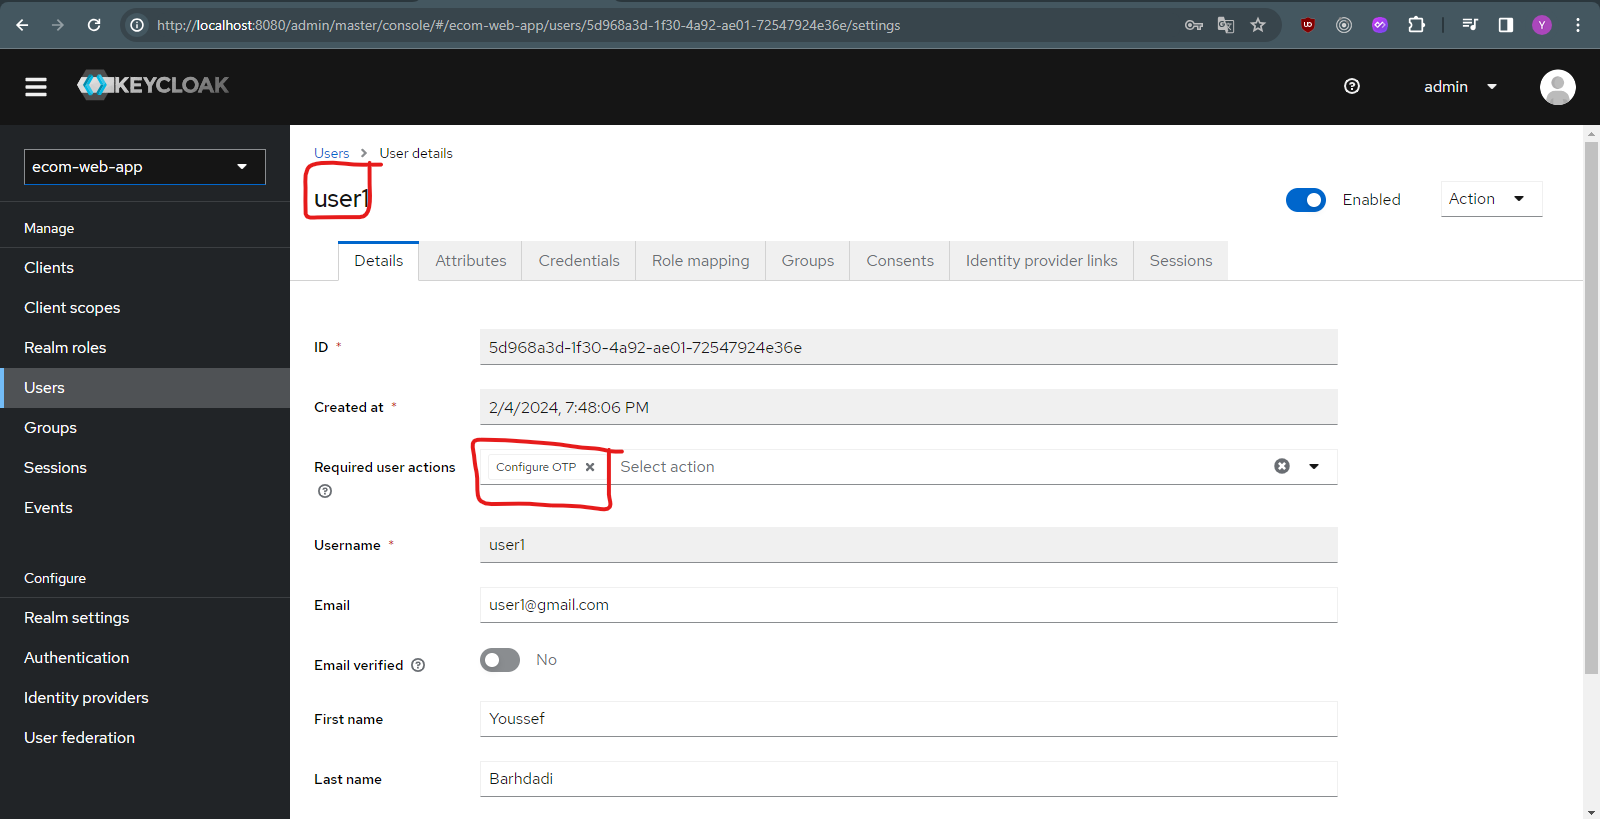 http://localhost:8080/admin/master/console/#/ecom-web-app/users/5d968a3d-1f30-4a92-ae01-72547924e36e/settings
Y
KEYCLOAK
admin
ecom-web-app
Manage
Clients
Client scopes
Realm roles
Users
Groups
Sessions
Events
Configure
Realm settings
Authentication
Identity providers
User federation
Users > User details
user1
Enabled
Action
Details Attributes Credentials Role mapping Groups Consents Identity provider links Sessions
ID * 5d968a3d-1f30-4a92-ae01-72547924e36e
Created at * 2/4/2024, 7:48:06 PM
Required user actions Configure OTP Select action
Username * user1
Email user1@gmail.com
Email verified No
First name Youssef
Last name Barhdadi